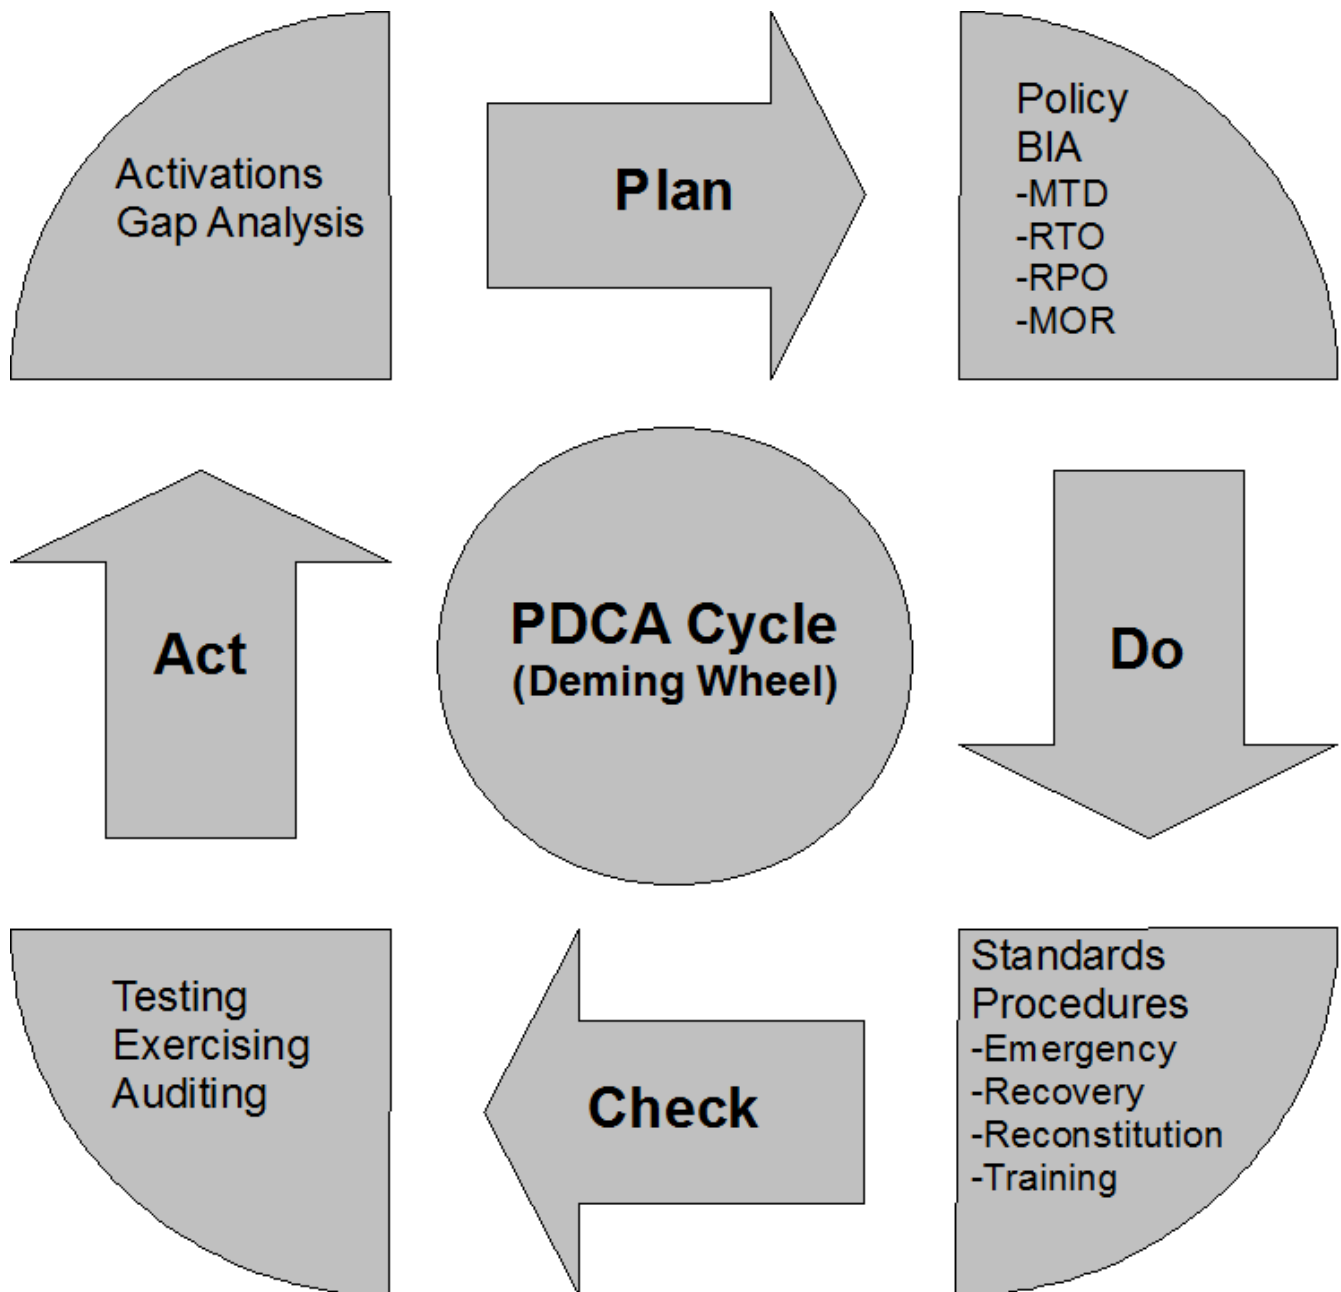 Activations
Gap Analysis
Plan
Policy
BIA
-MTD
-RTO
-RPO
-MOR
Act
PDCA Cycle
(Deming Wheel)
Do
Testing
Exercising
Auditing
Check
Standards
Procedures
-Emergency
-Recovery
-Reconstitution
-Training